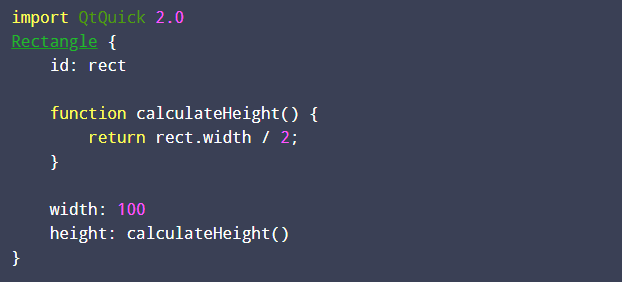 import QtQuick 2.0
Rectangle {
    id: rect

    function calculateHeight() {
        return rect.width / 2;
    }

    width: 100
    height: calculateHeight()
}